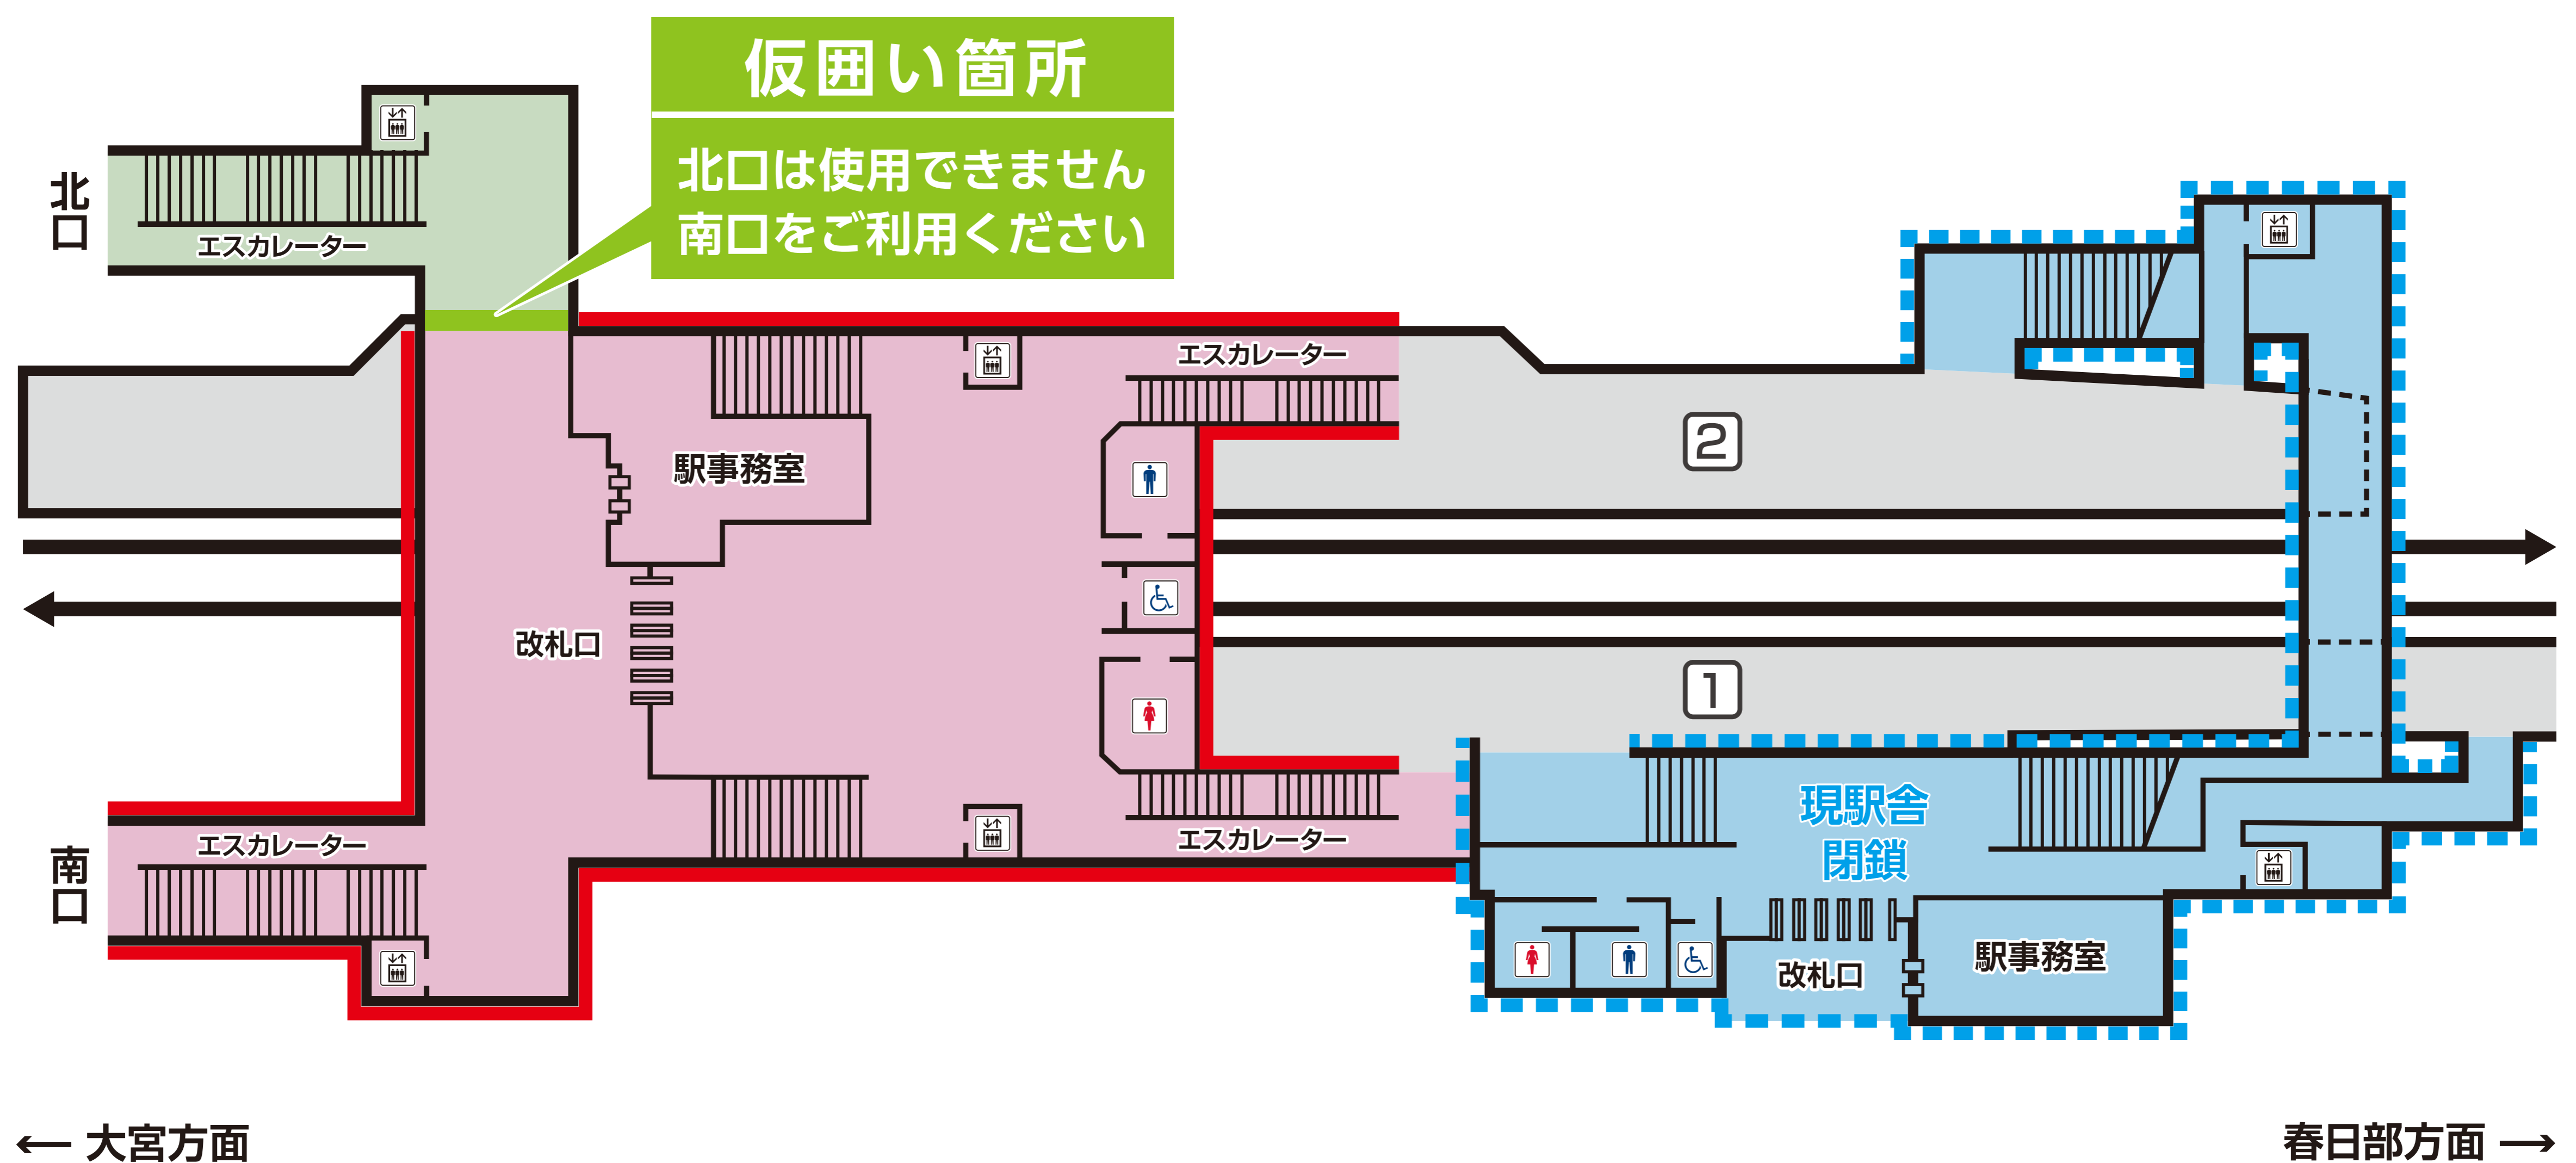 仮囲い箇所
北口は使用できません
南口をご利用ください
北口
エスカレーター
エスカレーター
駅事務室
2
改札口
1
エスカレーター
南口
エスカレーター
現駅舎
閉鎖
駅事務室
改札口
← 大宮方面
春日部方面 →